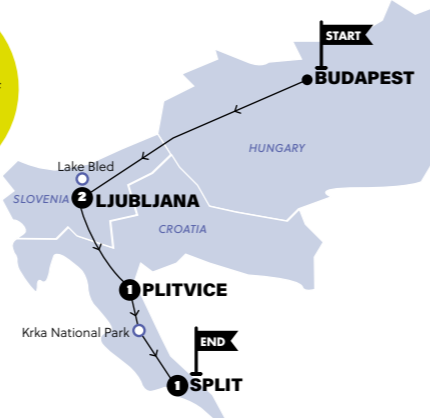 START
BUDAPEST
HUNGARY
Lake Bled
SLOVENIA
2 LJUBLJANA
CROATIA
1 PLITVICE
Krka National Park
END
1 SPLIT